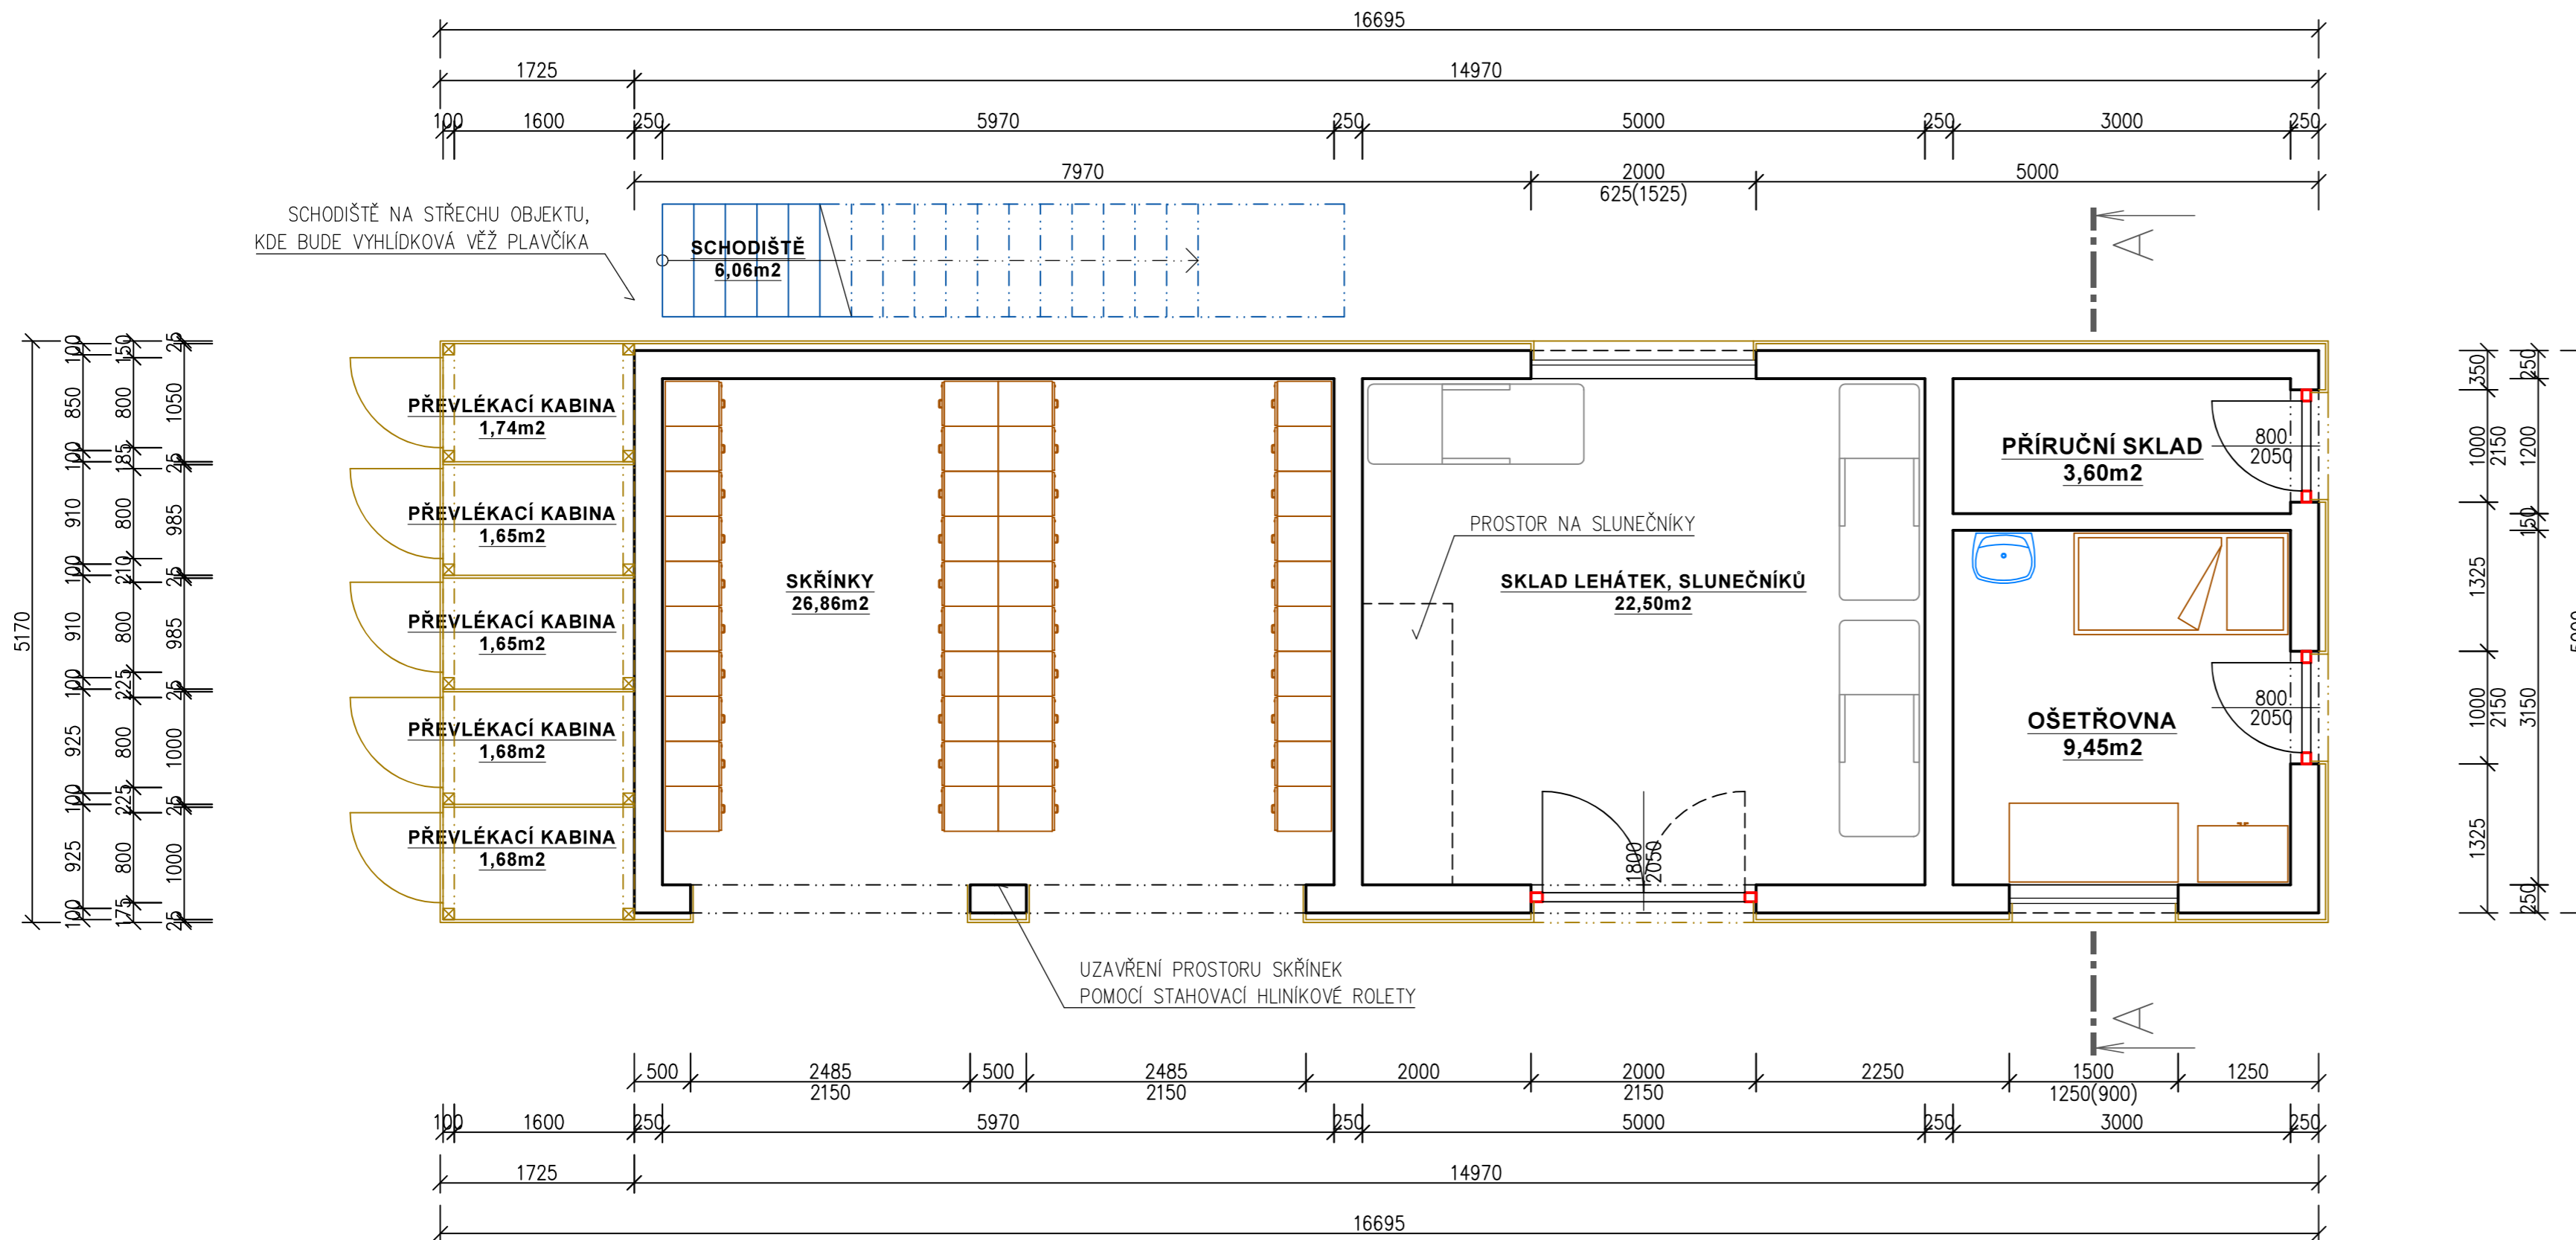 16695
1725 14970
100 1600 250 5970 250 5000 250 3000 250
7970 2000 5000
625(1525)
SCHODIŠTĚ NA STŘECHU OBJEKTU,
KDE BUDE VYHLÍDKOVÁ VĚŽ PLAVČÍKA
SCHODIŠTĚ
6,06m2
A
PŘEVLÉKACÍ KABINA
1,74m2
PŘEVLÉKACÍ KABINA
1,65m2
PŘEVLÉKACÍ KABINA
1,65m2
PŘEVLÉKACÍ KABINA
1,68m2
PŘEVLÉKACÍ KABINA
1,68m2
SKŘÍNKY
26,86m2
PROSTOR NA SLUNEČNÍKY
SKLAD LEHÁTEK, SLUNEČNÍKŮ
22,50m2
1800
2050
PŘÍRUČNÍ SKLAD
3,60m2
800
2050
OŠETŘOVNA
9,45m2
800
2050
5170
100 850 100 910 100 910 100 925 100 925 100
150 800 185 800 210 800 225 800 225 800 175
25 1050 25 985 25 985 25 1000 25 1000 25
350 1000 1325 1000 1325
2150 2150
250 1200 150 3150 250
UZAVŘENÍ PROSTORU SKŘÍNEK
POMOCÍ STAHOVACÍ HLINÍKOVÉ ROLETY
A
500 2485 500 2485 2000 2000 2250 1500 1250
2150 2150 2150 1250(900)
100 1600 250 5970 250 5000 250 3000 250
1725 14970
16695